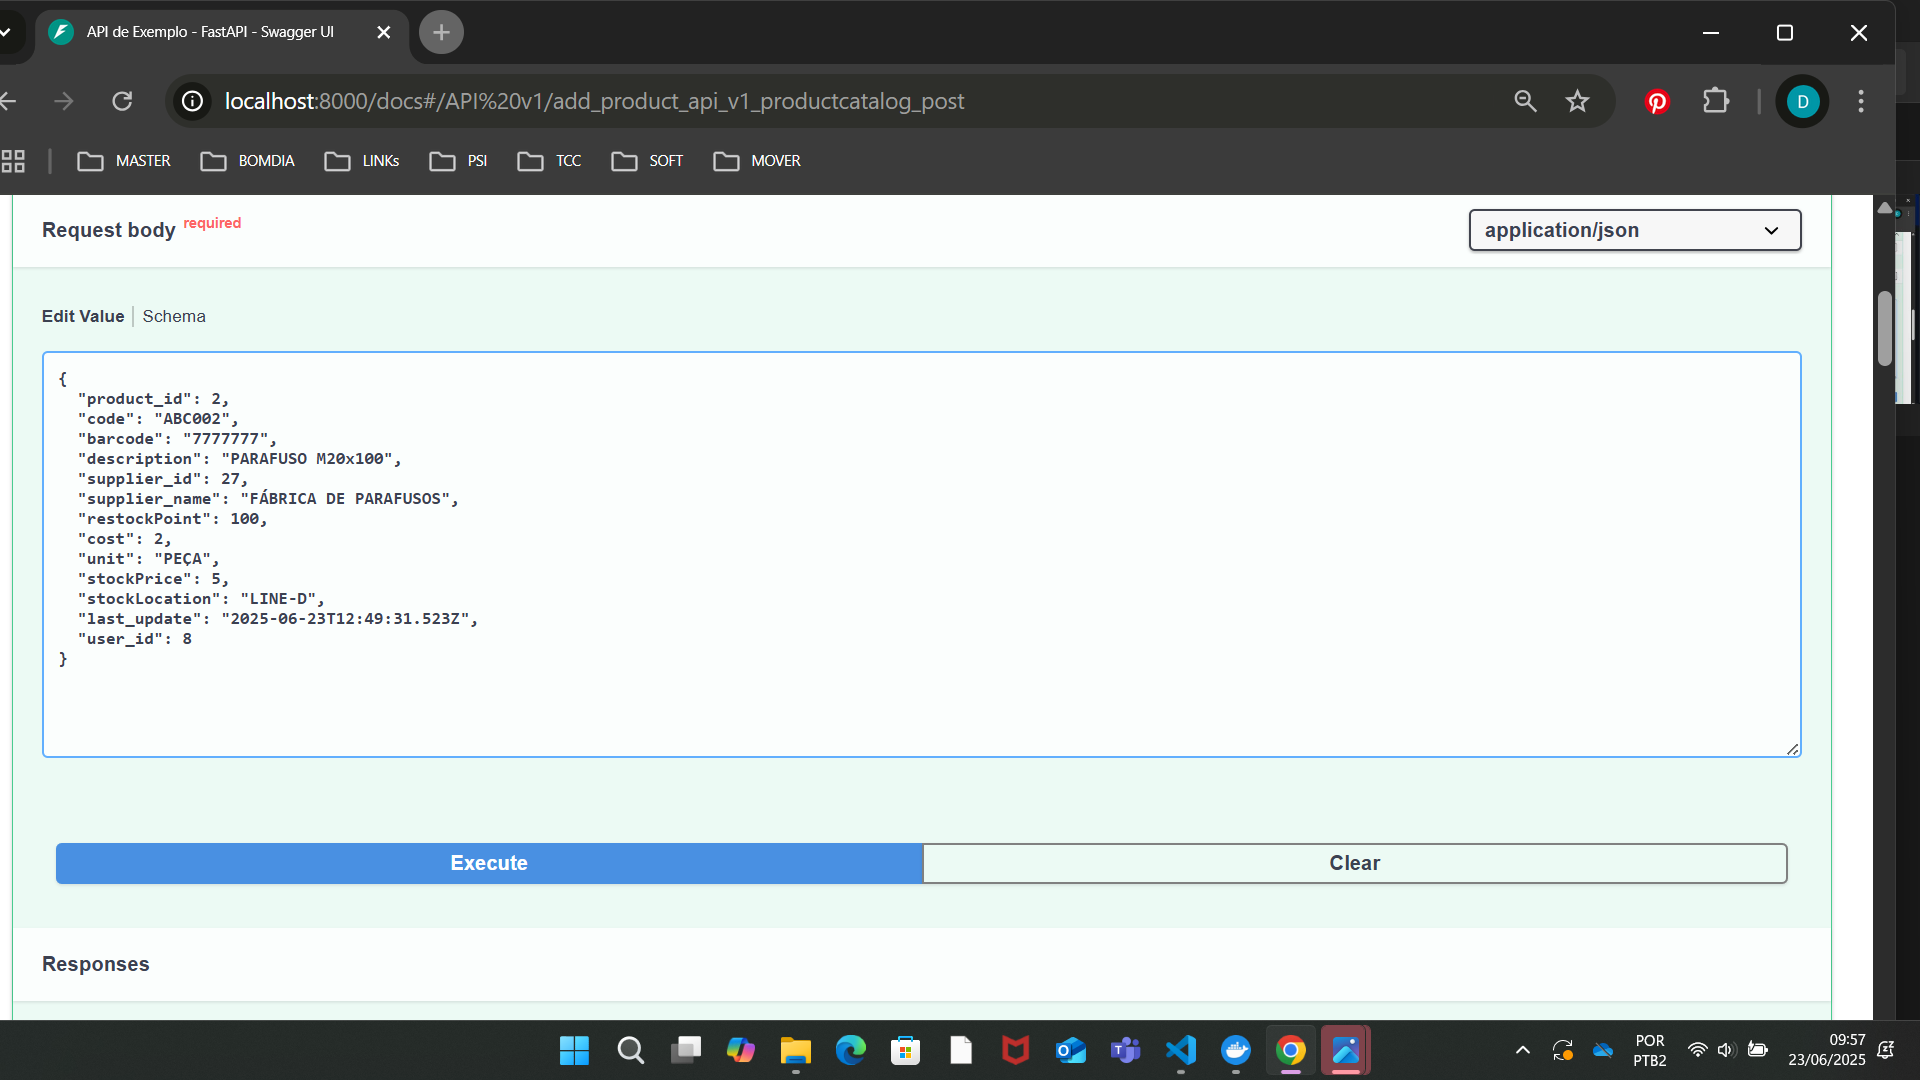 API de Exemplo - FastAPI - Swagger UI
localhost:8000/docs#/API%20v1/add_product_api_v1_productcatalog_post
D
MASTER
BOMDIA
LINKs
PSI
TCC
SOFT
MOVER
Request body required
application/json
Edit Value
Schema
{
"product_id": 2,
"code": "ABC002",
"barcode": "7777777",
"description": "PARAFUSO M20x100",
"supplier_id": 27,
"supplier_name": "FÁBRICA DE PARAFUSOS",
"restockPoint": 100,
"cost": 2,
"unit": "PEÇA",
"stockPrice": 5,
"stockLocation": "LINE-D",
"last_update": "2025-06-23T12:49:31.523Z",
"user_id": 8
}
Execute
Clear
Responses
POR
PTB2
09:57
23/06/2025